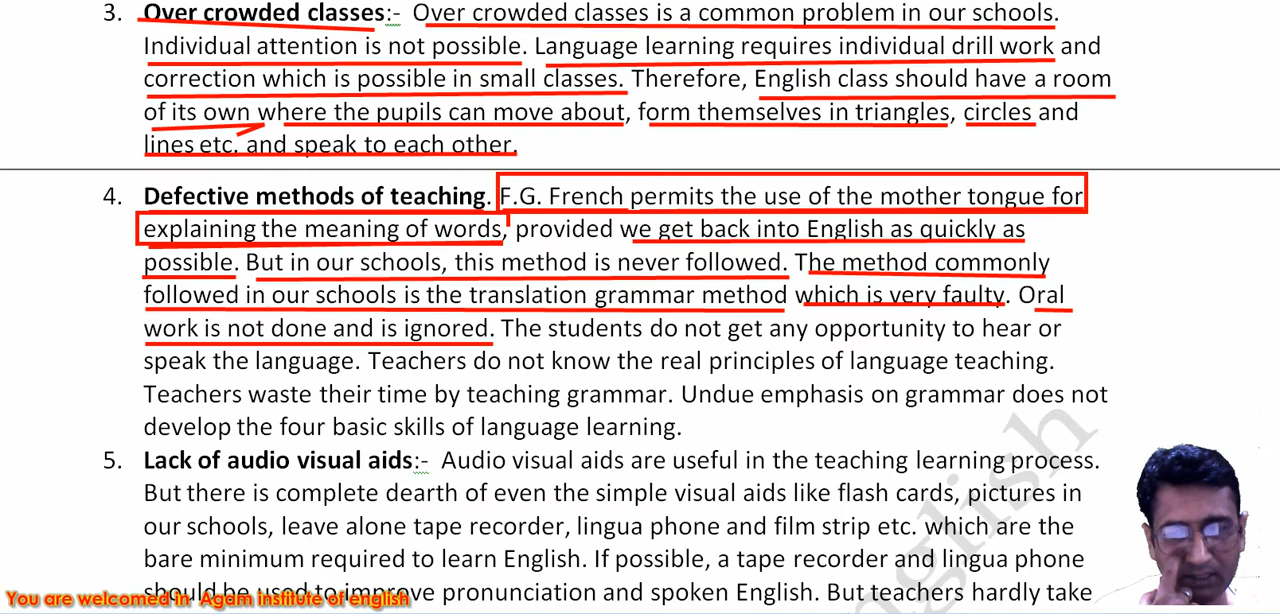 3. Over crowded classes:- Over crowded classes is a common problem in our schools.
Individual attention is not possible. Language learning requires individual drill work and
correction which is possible in small classes. Therefore, English class should have a room
of its own where the pupils can move about, form themselves in triangles, circles and
lines etc. and speak to each other.
4. Defective methods of teaching. F.G. French permits the use of the mother tongue for
explaining the meaning of words, provided we get back into English as quickly as
possible. But in our schools, this method is never followed. The method commonly
followed in our schools is the translation grammar method which is very faulty. Oral
work is not done and is ignored. The students do not get any opportunity to hear or
speak the language. Teachers do not know the real principles of language teaching.
Teachers waste their time by teaching grammar. Undue emphasis on grammar does not
develop the four basic skills of language learning.
5. Lack of audio visual aids:- Audio visual aids are useful in the teaching learning process.
But there is complete dearth of even the simple visual aids like flash cards, pictures in
our schools, leave alone tape recorder, lingua phone and film strip etc. which are the
bare minimum required to learn English. If possible, a tape recorder and lingua phone
should be used to improve pronunciation and spoken English. But teachers hardly take
You are welcomed in Agam institute of english